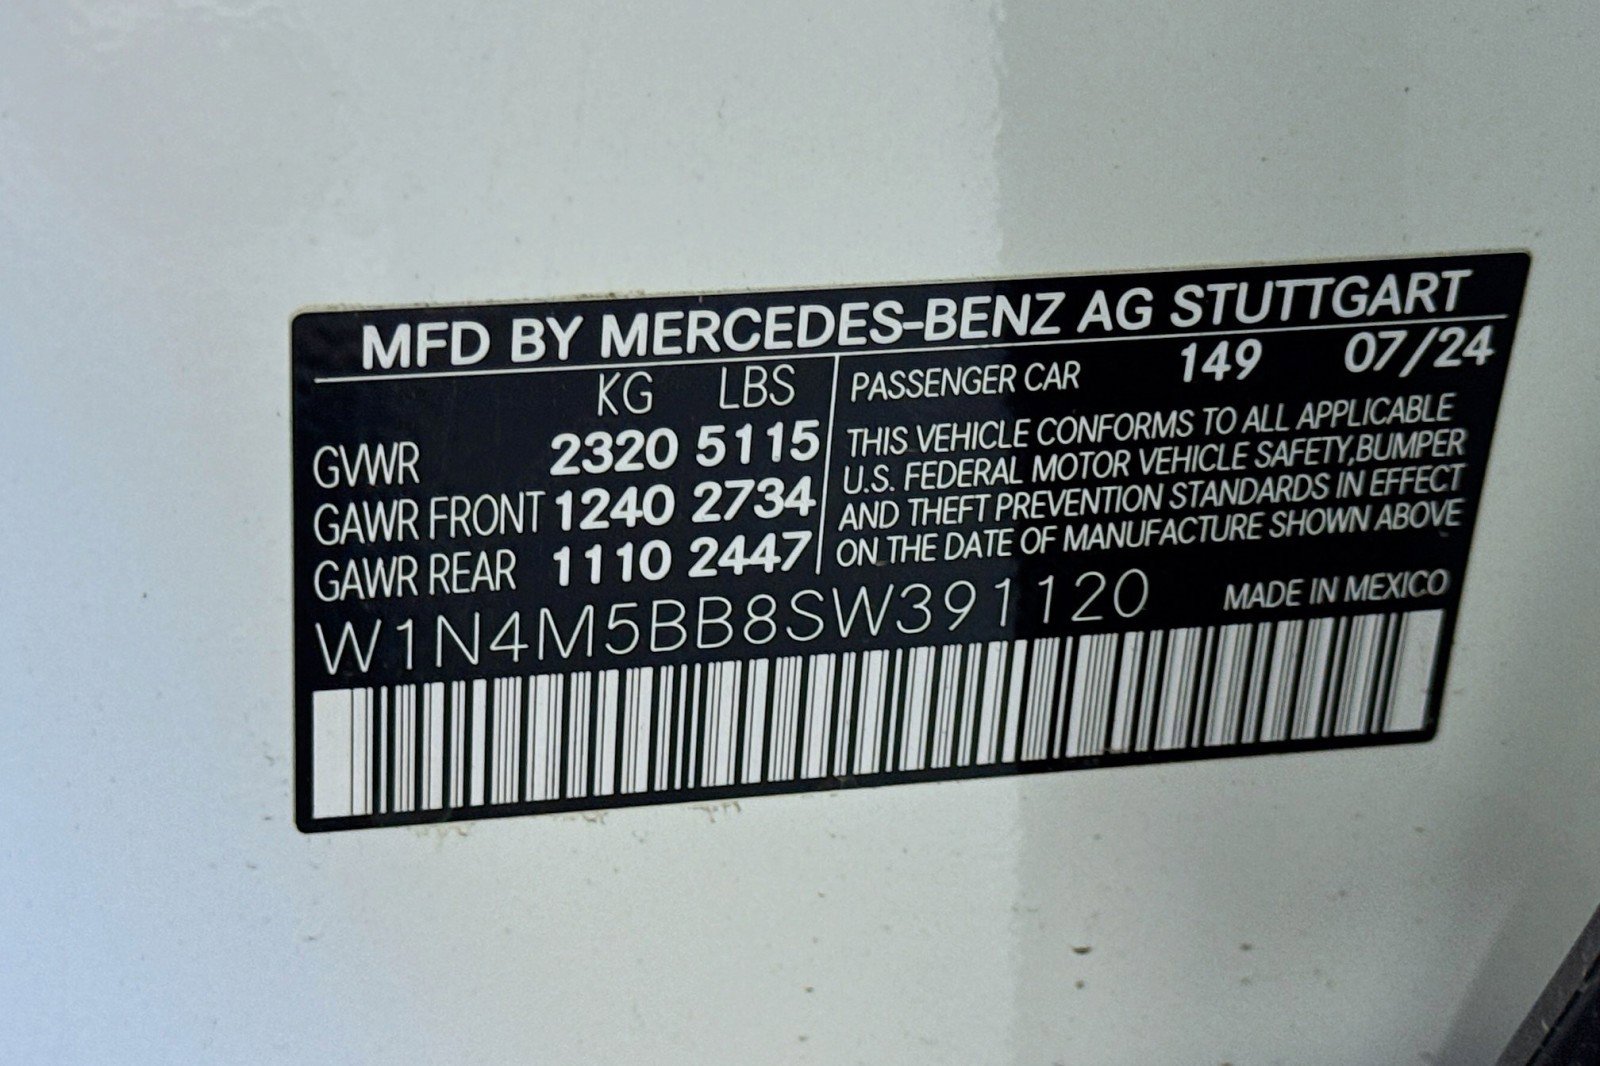 MFD BY MERCEDES-BENZ AG STUTTGART
KG LBS
GVWR 2320 5115
GAWR FRONT 1240 2734
GAWR REAR 1110 2447
PASSENGER CAR 149 07/24
THIS VEHICLE CONFORMS TO ALL APPLICABLE
U.S. FEDERAL MOTOR VEHICLE SAFETY,BUMPER
AND THEFT PREVENTION STANDARDS IN EFFECT
ON THE DATE OF MANUFACTURE SHOWN ABOVE
W1N4M5BB8SW391120 MADE IN MEXICO